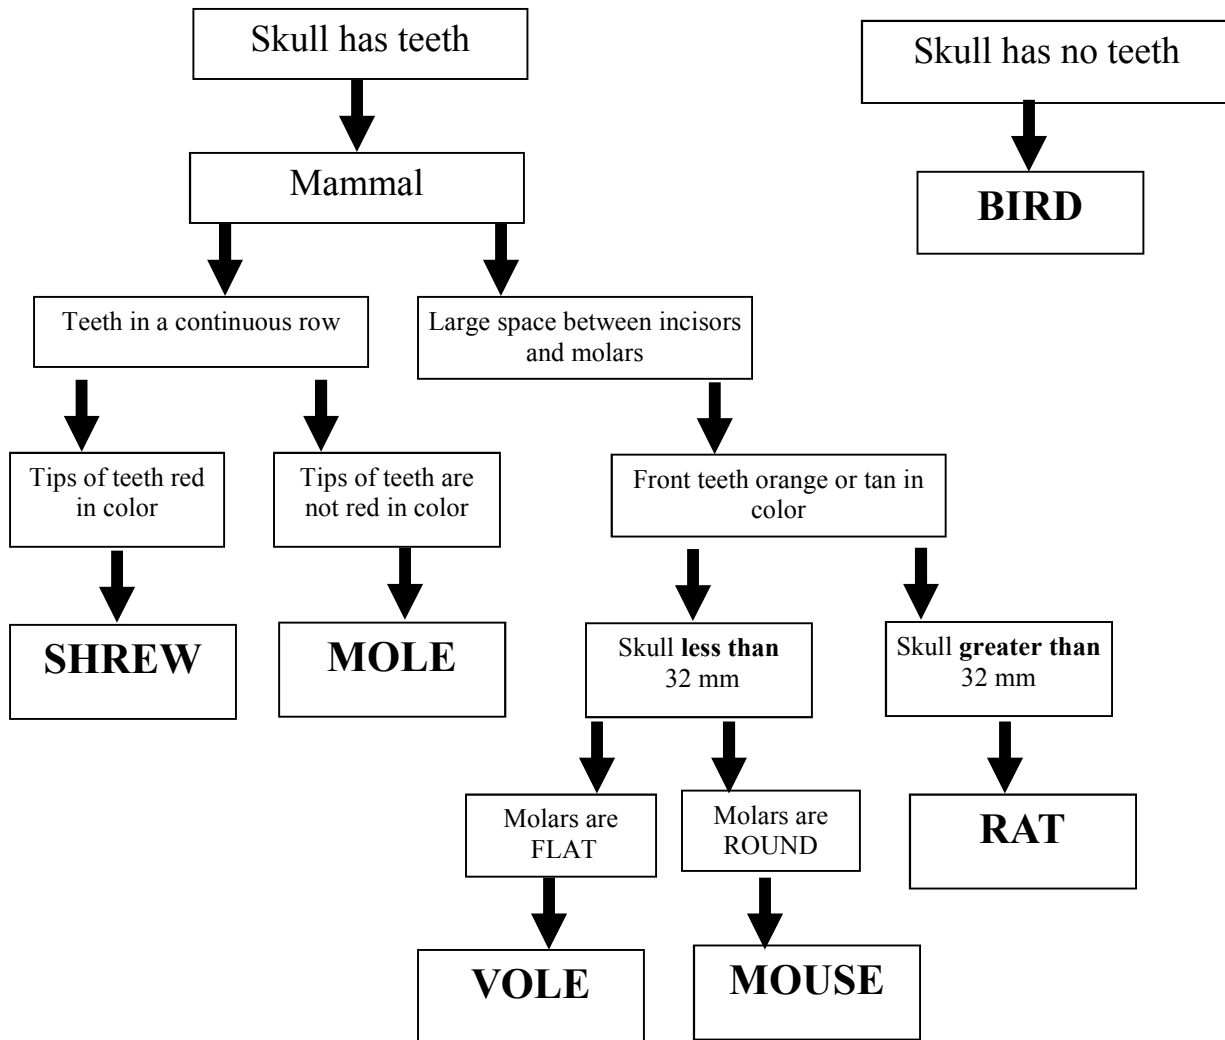 Skull has teeth
Skull has no teeth
Mammal
BIRD
Teeth in a continuous row
Large space between incisors
and molars
Tips of teeth red
in color
Tips of teeth are
not red in color
Front teeth orange or tan in
color
SHREW
MOLE
Skull less than
32 mm
Skull greater than
32 mm
Molars are
FLAT
Molars are
ROUND
RAT
VOLE
MOUSE